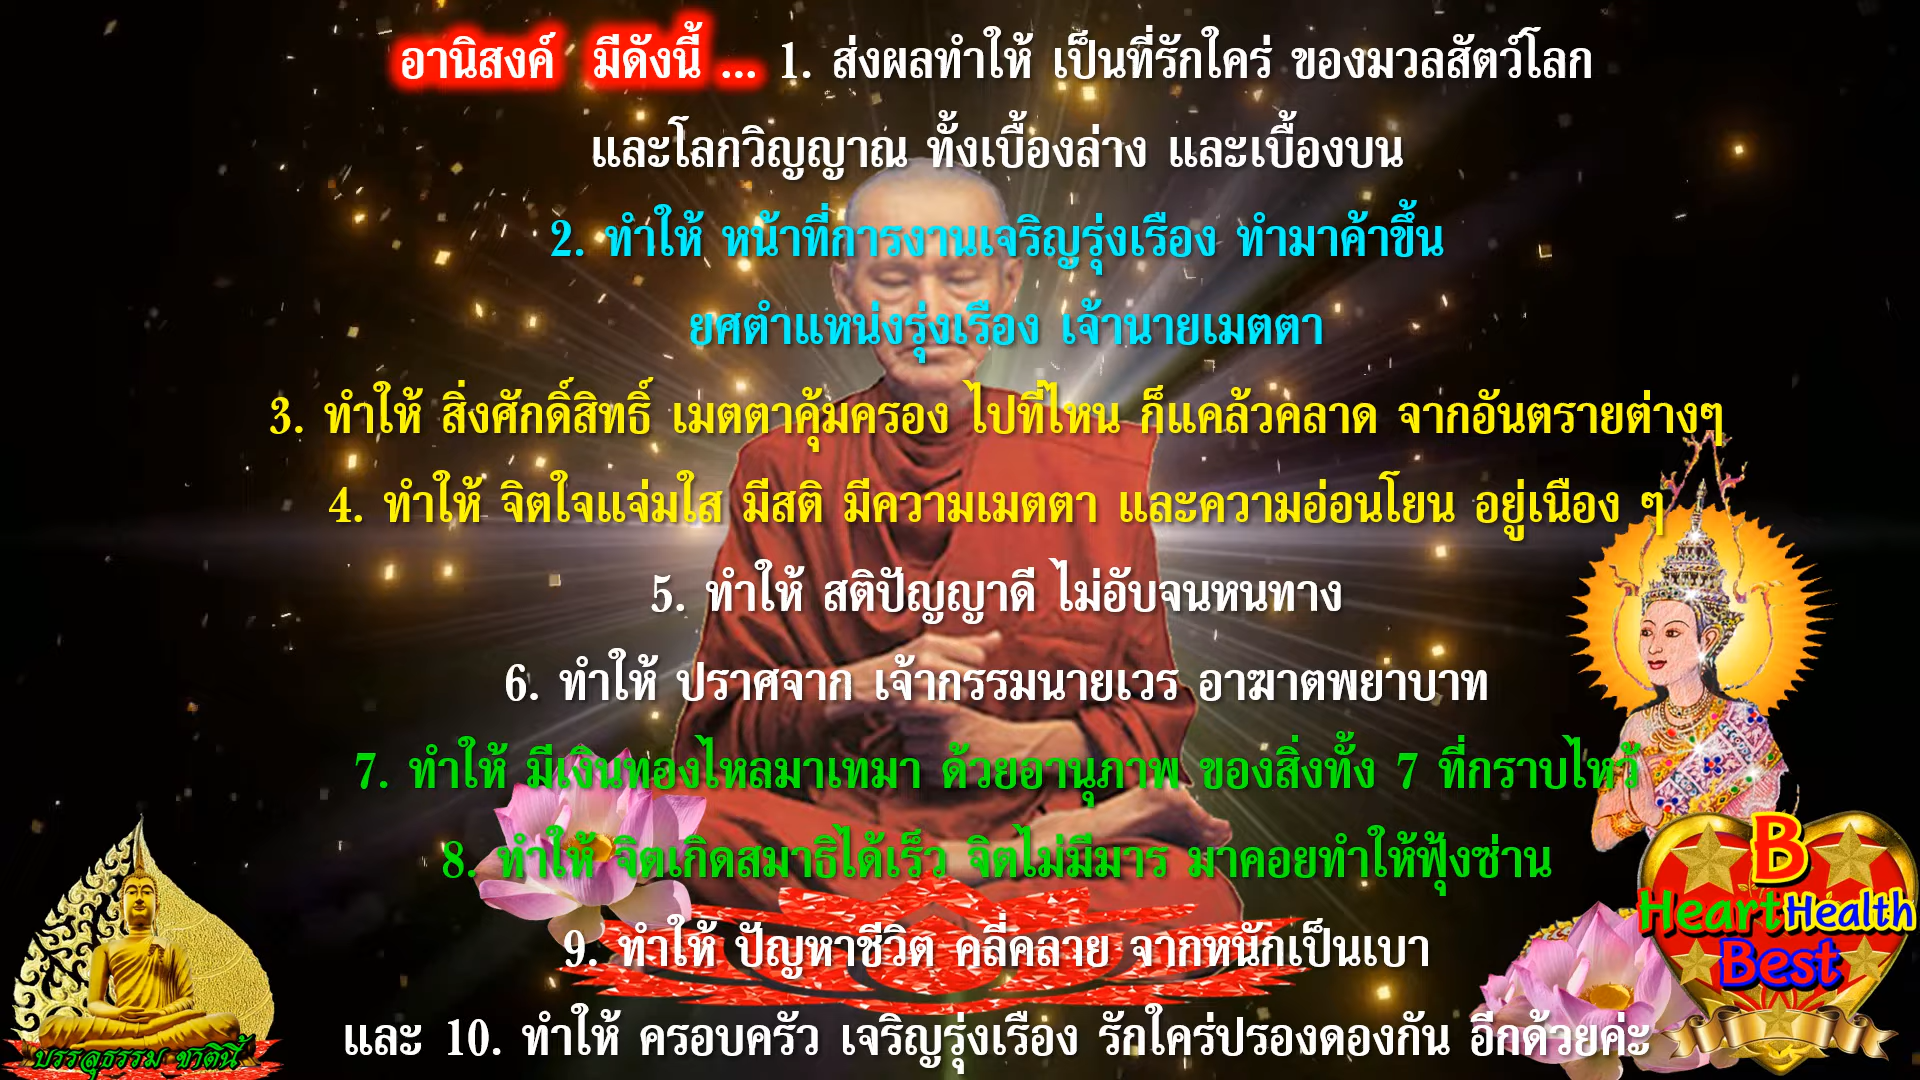 อานิสงค์ มีดังนี้ ... 1. ส่งผลทำให้ เป็นที่รักใคร่ ของมวลสัตว์โลก
และโลกวิญญาณ ทั้งเบื้องล่าง และเบื้องบน
2. ทำให้ หน้าที่การงานเจริญรุ่งเรือง ทำมาค้าขึ้น
ยศตำแหน่งรุ่งเรือง เจ้านายเมตตา
3. ทำให้ สิ่งศักดิ์สิทธิ์ เมตตาคุ้มครอง ไปที่ไหน ก็แคล้วคลาด จากอันตรายต่างๆ
4. ทำให้ จิตใจแจ่มใส มีสติ มีความเมตตา และความอ่อนโยน อยู่เนือง ๆ
5. ทำให้ สติปัญญาดี ไม่อับจนหนทาง
6. ทำให้ ปราศจาก เจ้ากรรมนายเวร อาฆาตพยาบาท
7. ทำให้ มีเงินทองไหลมาเทมา ด้วยอานุภาพ ของสิ่งทั้ง 7 ที่กราบไหว้
8. ทำให้ จิตเกิดสมาธิได้เร็ว จิตไม่มีมาร มาคอยทำให้ฟุ้งซ่าน
9. ทำให้ ปัญหาชีวิต คลี่คลาย จากหนักเป็นเบา
และ 10. ทำให้ ครอบครัว เจริญรุ่งเรือง รักใคร่ปรองดองกัน อีกด้วยค่ะ
บรรลุธรรม ชาตินี้
B
Heart Health
Best